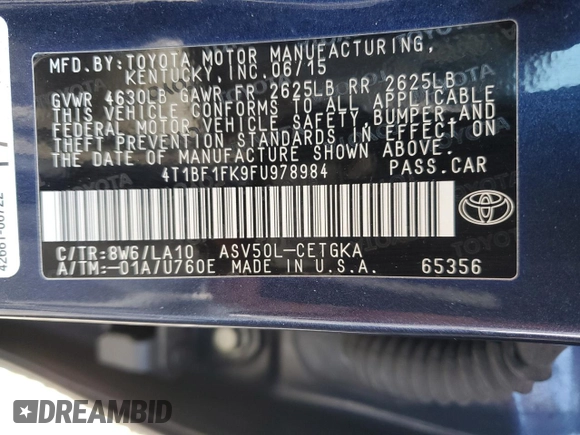 MFD.BY:TOYOTA MOTOR MANUFACTURING,
KENTUCKY, INC.06/15
GVWR 4630LB GAWR FR 2625LB RR 2625LB
THIS VEHICLE CONFORMS TO ALL APPLICABLE
FEDERAL MOTOR VEHICLE SAFETY,BUMPER,AND
THEFT PREVENTION STANDARDS IN EFFECT ON
THE DATE OF MANUFACTURE SHOWN ABOVE.
4T1BF1FK9FU978984 PASS.CAR
TOYOTA
C/TR:8W6/LA10 ASV50L-CETGKA
A/TM:-01A/U760E MADE IN U.S.A. 65356
DREAMBID